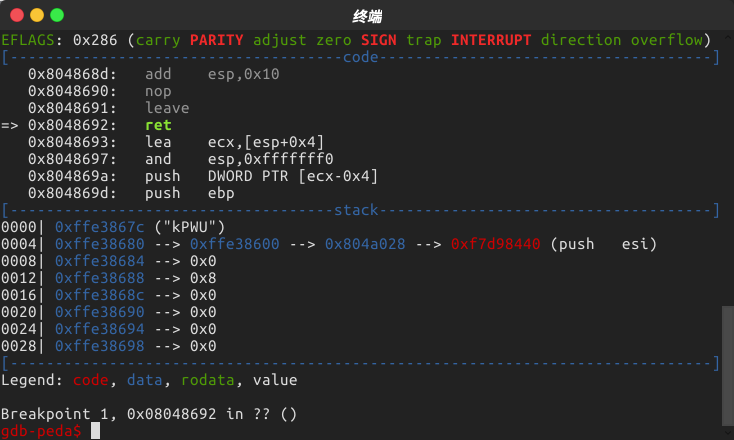 终端
EFLAGS: 0x286 (carry PARITY adjust zero SIGN trap INTERRUPT direction overflow)
[-------------------------------------code-------------------------------------]
   0x804868d:	add    esp,0x10
   0x8048690:	nop
   0x8048691:	leave
=> 0x8048692:	ret
   0x8048693:	lea    ecx,[esp+0x4]
   0x8048697:	and    esp,0xfffffff0
   0x804869a:	push   DWORD PTR [ecx-0x4]
   0x804869d:	push   ebp
[------------------------------------stack-------------------------------------]
0000| 0xffe3867c ("kPWU")
0004| 0xffe38680 --> 0xffe38600 --> 0x804a028 --> 0xf7d98440 (push   esi)
0008| 0xffe38684 --> 0x0
0012| 0xffe38688 --> 0x8
0016| 0xffe3868c --> 0x0
0020| 0xffe38690 --> 0x0
0024| 0xffe38694 --> 0x0
0028| 0xffe38698 --> 0x0
[------------------------------------------------------------------------------]
Legend: code, data, rodata, value

Breakpoint 1, 0x08048692 in ?? ()
gdb-peda$